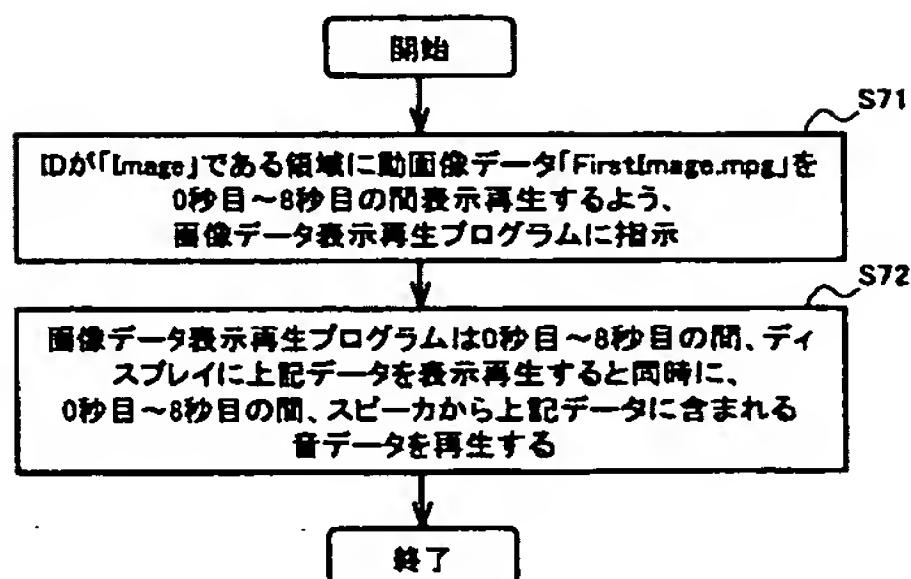 開始
S71
IDが「Image」である領域に動画像データ「FirstImage.mpg」を
0秒目～8秒目の間表示再生するよう、
画像データ表示再生プログラムに指示
S72
画像データ表示再生プログラムは0秒目～8秒目の間、ディ
スプレイに上記データを表示再生すると同時に、
0秒目～8秒目の間、スピーカから上記データに含まれる
音データを再生する
終了